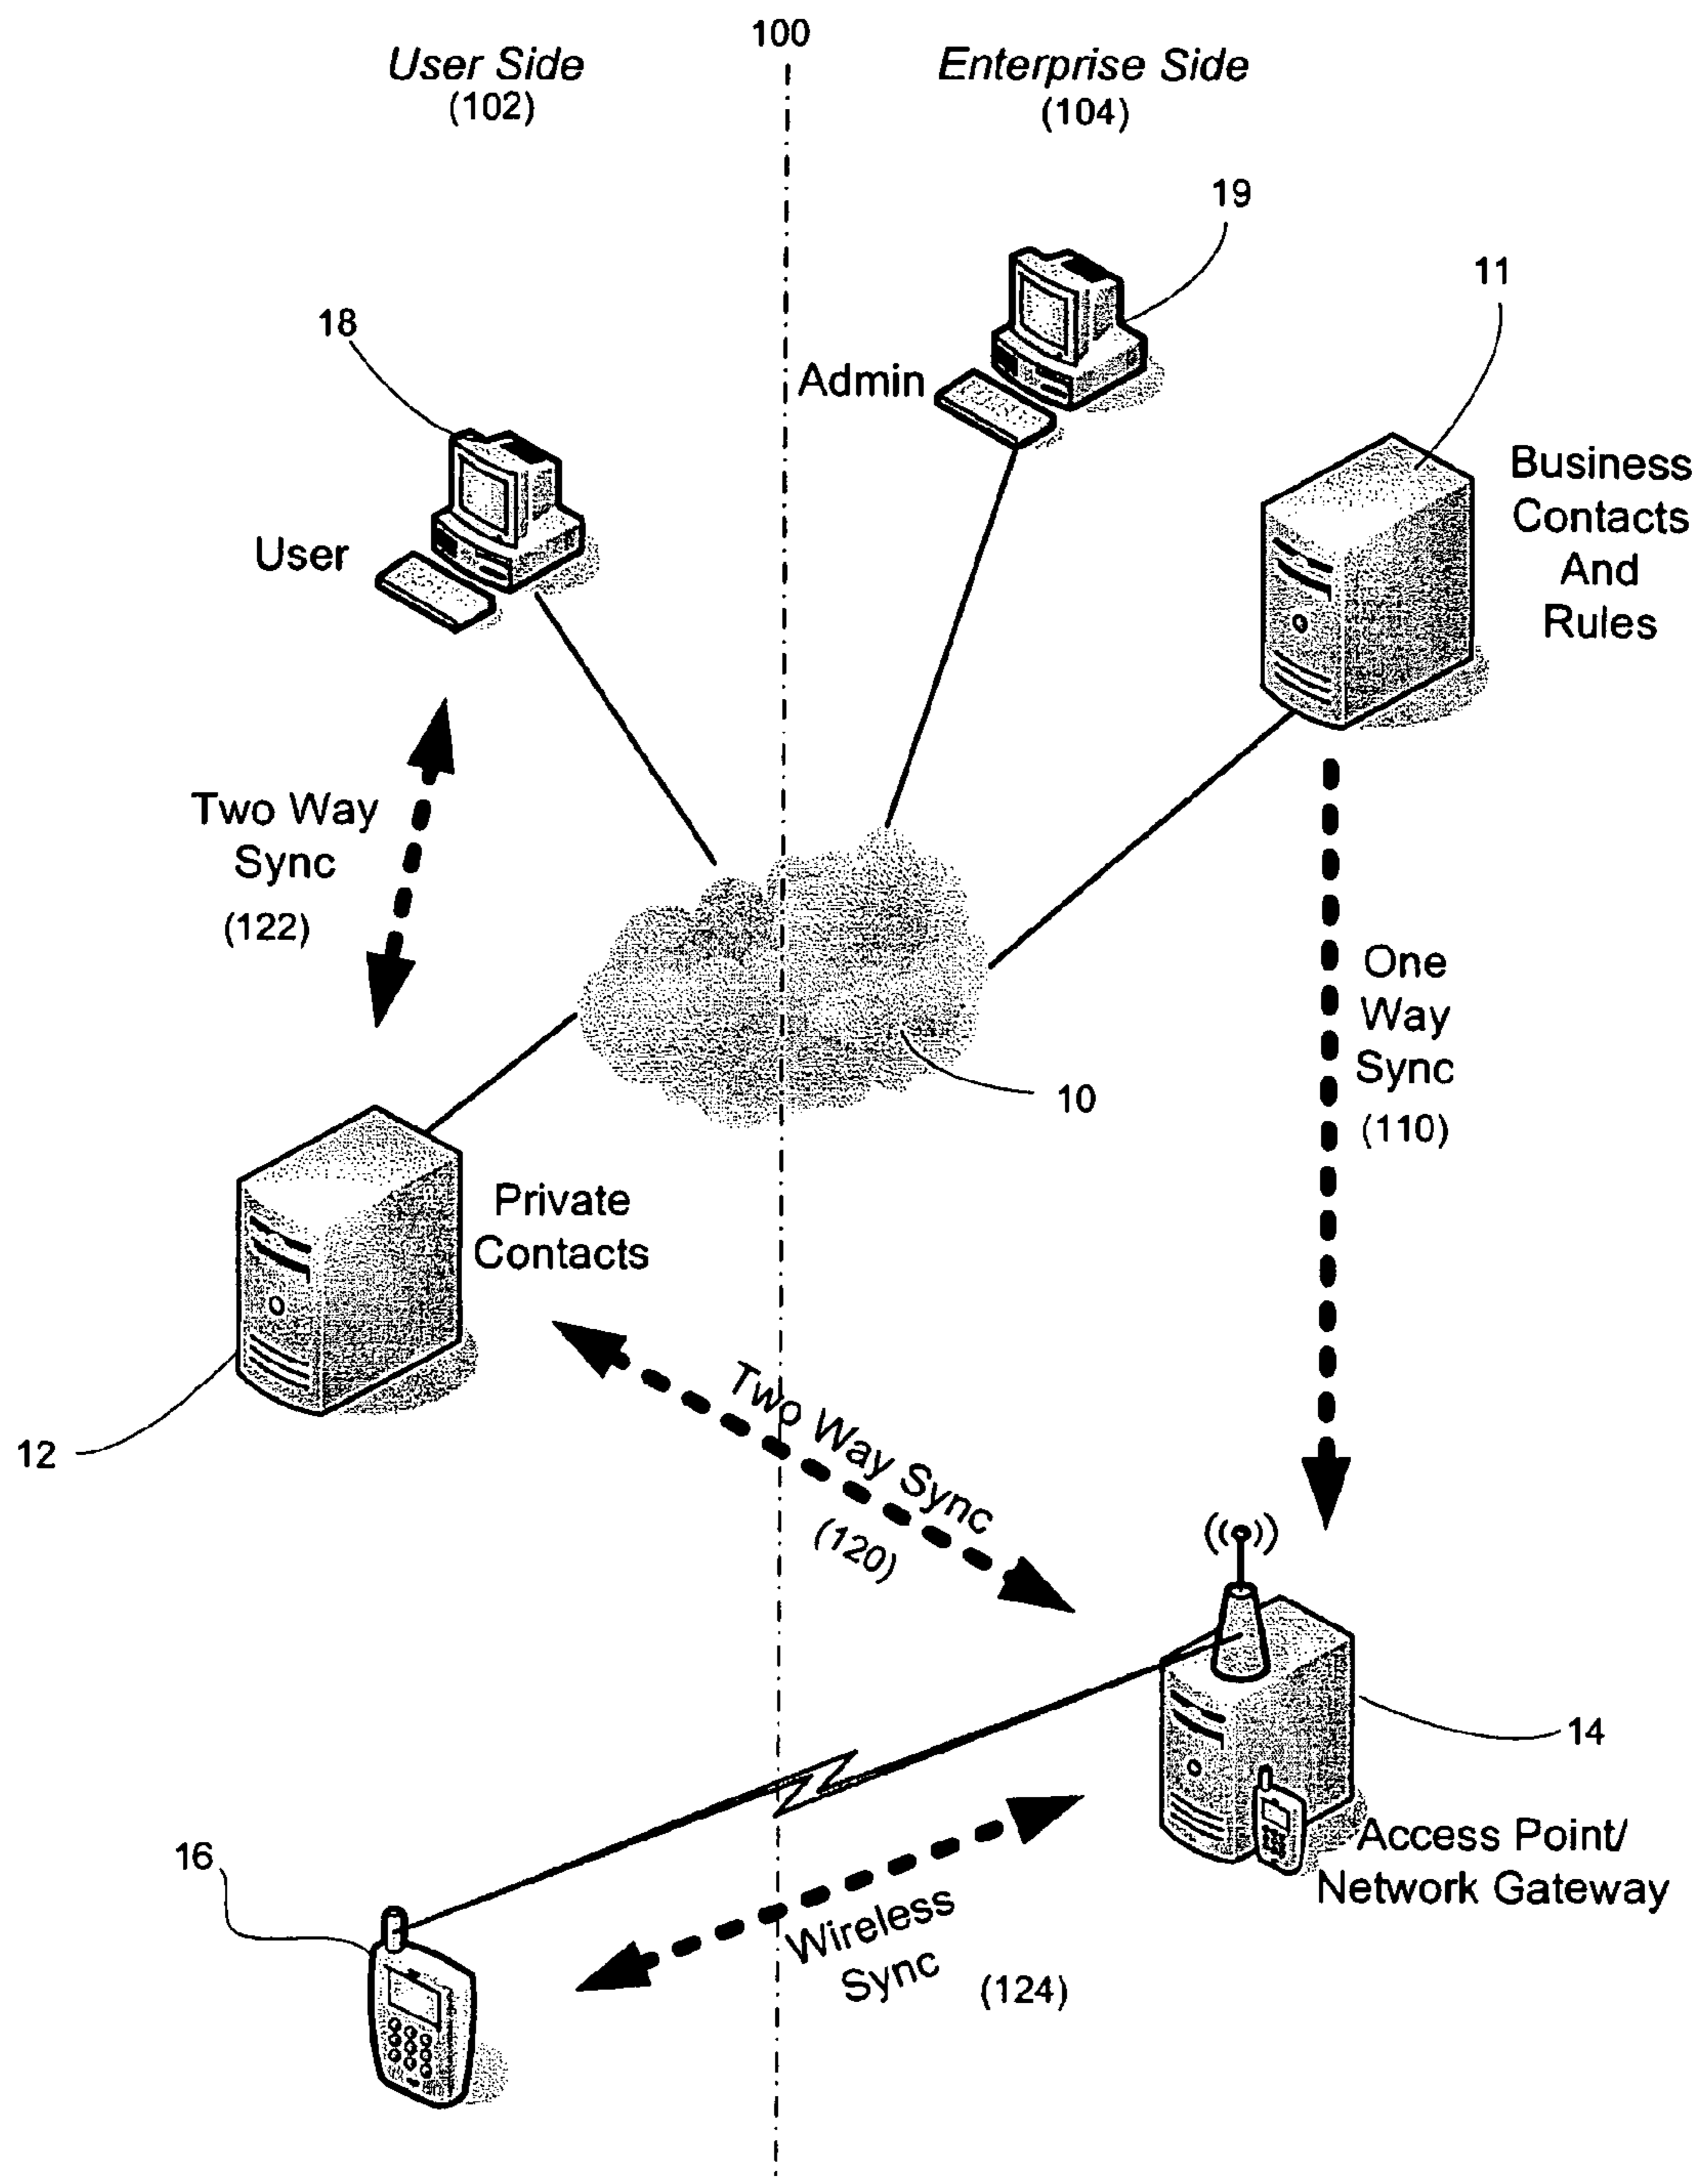 100
User Side
(102)
Enterprise Side
(104)
19
11
18
Admin
Business
Contacts
And
Rules
User
Two Way
Sync
(122)
One
Way
Sync
(110)
10
Private
Contacts
12
Two Way Sync
(120)
14
Access Point/
Network Gateway
16
Wireless
Sync
(124)